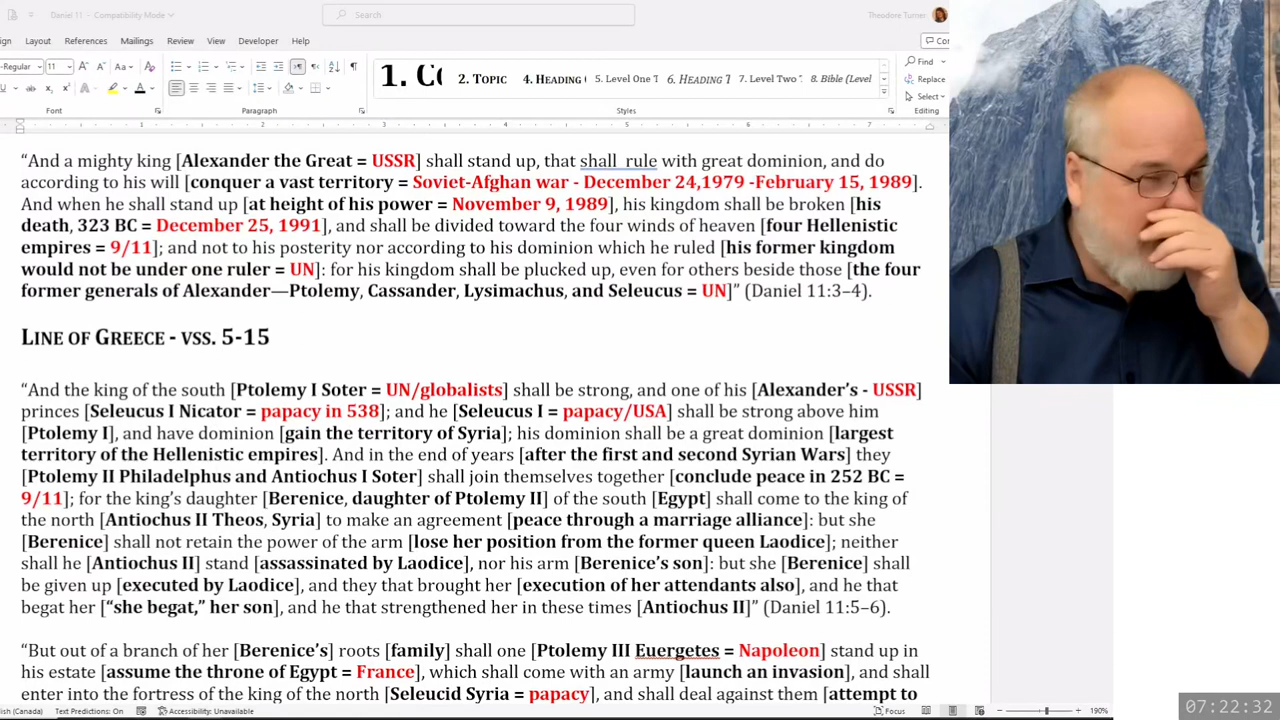 Daniel 11 - Compatibility Mode
Search
Theodore Turner
ign Layout References Mailings Review View Developer Help
Regular 11
Find
Replace
Select
1. Co 2. TOPIC 4. HEADING 5. Level One T 6. HEADING T 7. Level Two 8. Bible (Level
Font Paragraph Styles Editing
1 2 3 4 5 6 7
“And a mighty king [Alexander the Great = USSR] shall stand up, that shall rule with great dominion, and do
according to his will [conquer a vast territory = Soviet-Afghan war - December 24,1979 -February 15, 1989].
And when he shall stand up [at height of his power = November 9, 1989], his kingdom shall be broken [his
death, 323 BC = December 25, 1991], and shall be divided toward the four winds of heaven [four Hellenistic
empires = 9/11]; and not to his posterity nor according to his dominion which he ruled [his former kingdom
would not be under one ruler = UN]: for his kingdom shall be plucked up, even for others beside those [the four
former generals of Alexander—Ptolemy, Cassander, Lysimachus, and Seleucus = UN]” (Daniel 11:3–4).
LINE OF GREECE - VSS. 5-15
“And the king of the south [Ptolemy I Soter = UN/globalists] shall be strong, and one of his [Alexander’s - USSR]
princes [Seleucus I Nicator = papacy in 538]; and he [Seleucus I = papacy/USA] shall be strong above him
[Ptolemy I], and have dominion [gain the territory of Syria]; his dominion shall be a great dominion [largest
territory of the Hellenistic empires]. And in the end of years [after the first and second Syrian Wars] they
[Ptolemy II Philadelphus and Antiochus I Soter] shall join themselves together [conclude peace in 252 BC =
9/11]; for the king’s daughter [Berenice, daughter of Ptolemy II] of the south [Egypt] shall come to the king of
the north [Antiochus II Theos, Syria] to make an agreement [peace through a marriage alliance]: but she
[Berenice] shall not retain the power of the arm [lose her position from the former queen Laodice]; neither
shall he [Antiochus II] stand [assassinated by Laodice], nor his arm [Berenice’s son]: but she [Berenice] shall
be given up [executed by Laodice], and they that brought her [execution of her attendants also], and he that
begat her [“she begat,” her son], and he that strengthened her in these times [Antiochus II]” (Daniel 11:5–6).
“But out of a branch of her [Berenice’s] roots [family] shall one [Ptolemy III Euergetes = Napoleon] stand up in
his estate [assume the throne of Egypt = France], which shall come with an army [launch an invasion], and shall
enter into the fortress of the king of the north [Seleucid Syria = papacy], and shall deal against them [attempt to
lish (Canada) Text Predictions: On Accessibility: Unavailable Focus 190%
07:22:32